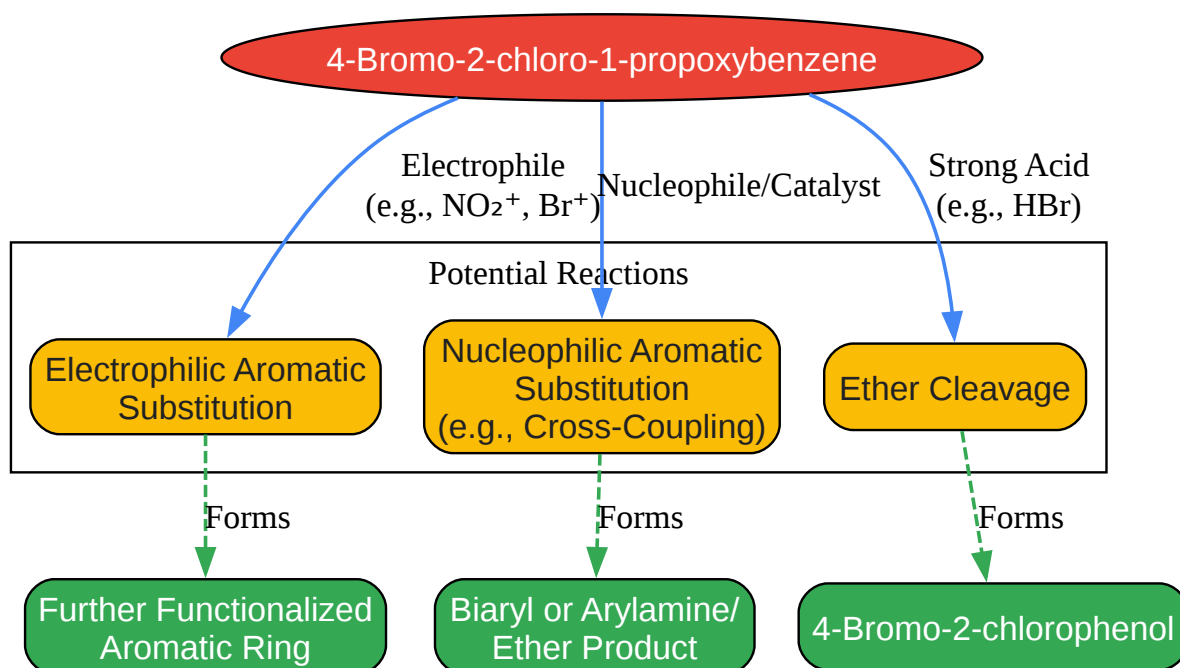 4-Bromo-2-chloro-1-propoxybenzene
Electrophile
(e.g., NO₂⁺, Br⁺)
Nucleophile/Catalyst
Strong Acid
(e.g., HBr)
Potential Reactions
Electrophilic Aromatic
Substitution
Nucleophilic Aromatic
Substitution
(e.g., Cross-Coupling)
Ether Cleavage
Forms
Forms
Forms
Further Functionalized
Aromatic Ring
Biaryl or Arylamine/
Ether Product
4-Bromo-2-chlorophenol